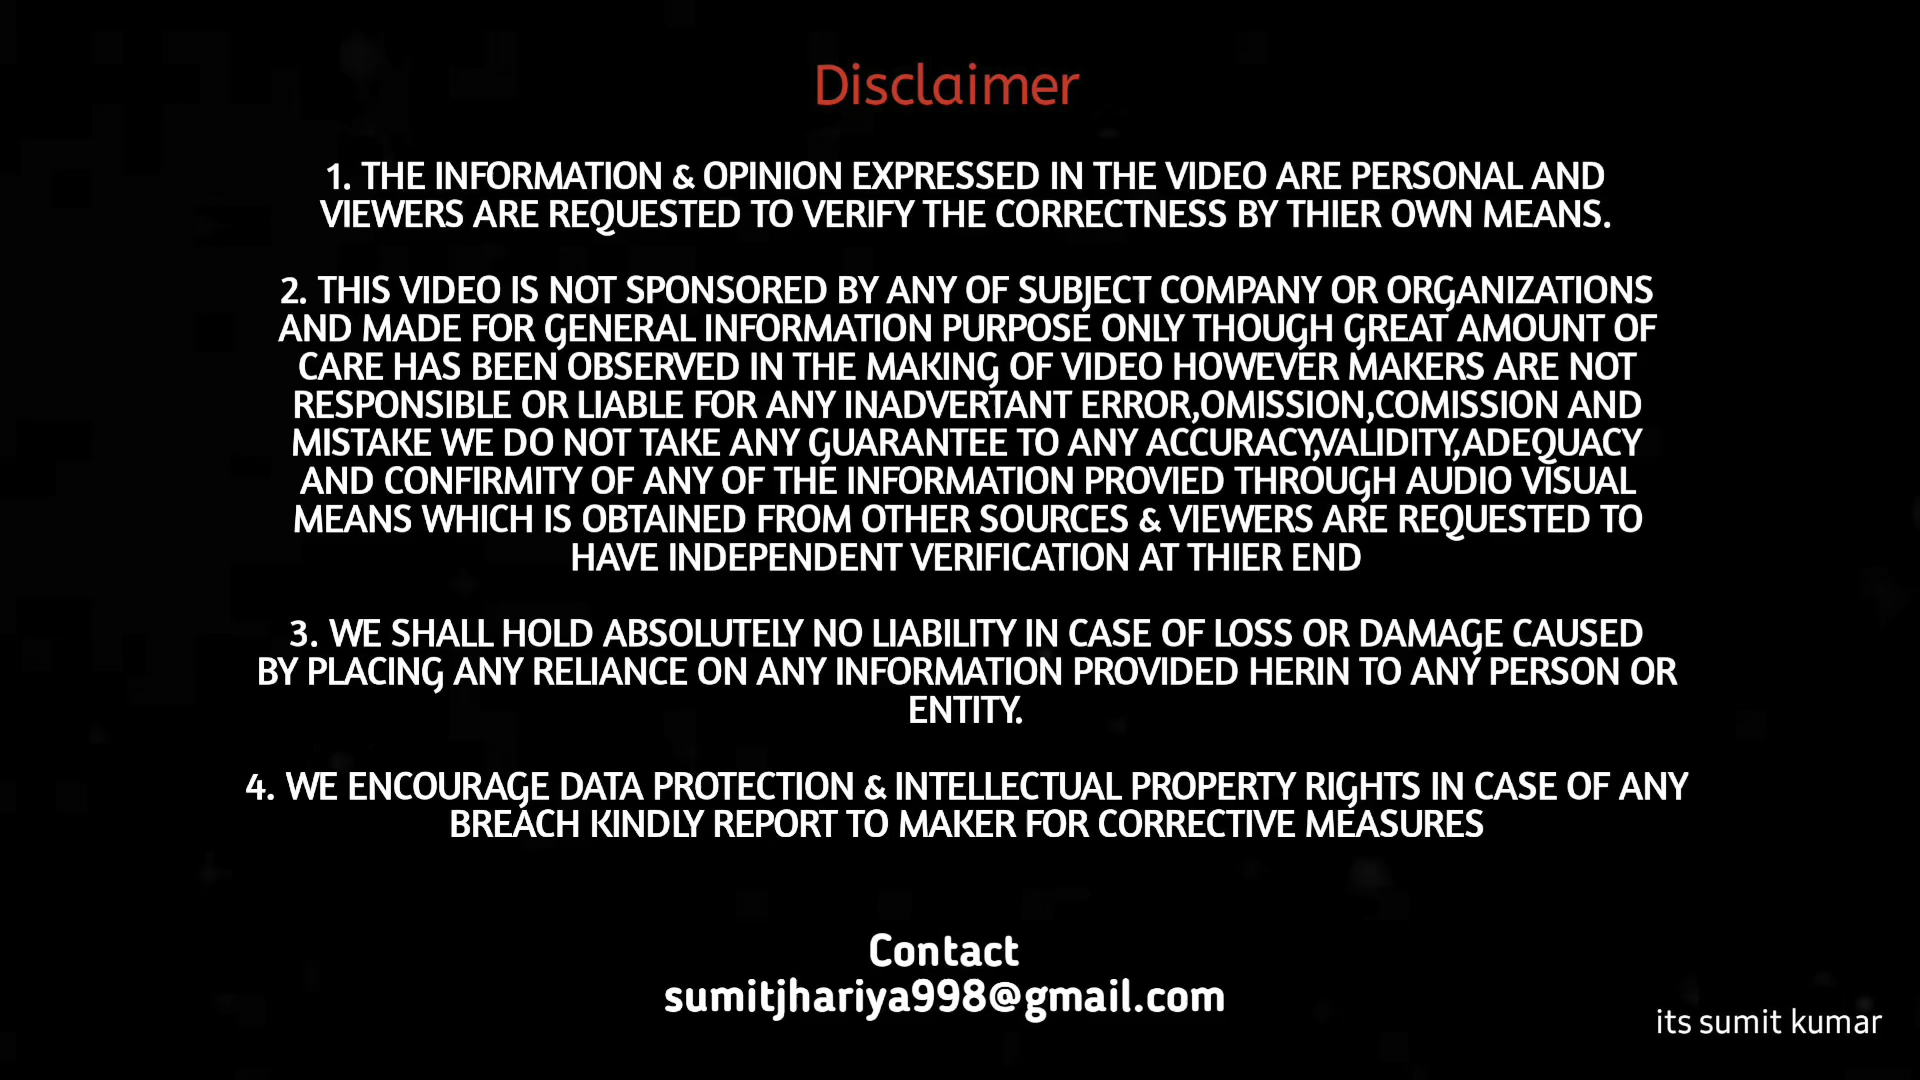 Disclaimer
1. THE INFORMATION & OPINION EXPRESSED IN THE VIDEO ARE PERSONAL AND
VIEWERS ARE REQUESTED TO VERIFY THE CORRECTNESS BY THIER OWN MEANS.
2. THIS VIDEO IS NOT SPONSORED BY ANY OF SUBJECT COMPANY OR ORGANIZATIONS
AND MADE FOR GENERAL INFORMATION PURPOSE ONLY THOUGH GREAT AMOUNT OF
CARE HAS BEEN OBSERVED IN THE MAKING OF VIDEO HOWEVER MAKERS ARE NOT
RESPONSIBLE OR LIABLE FOR ANY INADVERTANT ERROR,OMISSION,COMISSION AND
MISTAKE WE DO NOT TAKE ANY GUARANTEE TO ANY ACCURACY,VALIDITY,ADEQUACY
AND CONFIRMITY OF ANY OF THE INFORMATION PROVIED THROUGH AUDIO VISUAL
MEANS WHICH IS OBTAINED FROM OTHER SOURCES & VIEWERS ARE REQUESTED TO
HAVE INDEPENDENT VERIFICATION AT THIER END
3. WE SHALL HOLD ABSOLUTELY NO LIABILITY IN CASE OF LOSS OR DAMAGE CAUSED
BY PLACING ANY RELIANCE ON ANY INFORMATION PROVIDED HERIN TO ANY PERSON OR
ENTITY.
4. WE ENCOURAGE DATA PROTECTION & INTELLECTUAL PROPERTY RIGHTS IN CASE OF ANY
BREACH KINDLY REPORT TO MAKER FOR CORRECTIVE MEASURES
Contact
sumitjhariya998@gmail.com
its sumit kumar